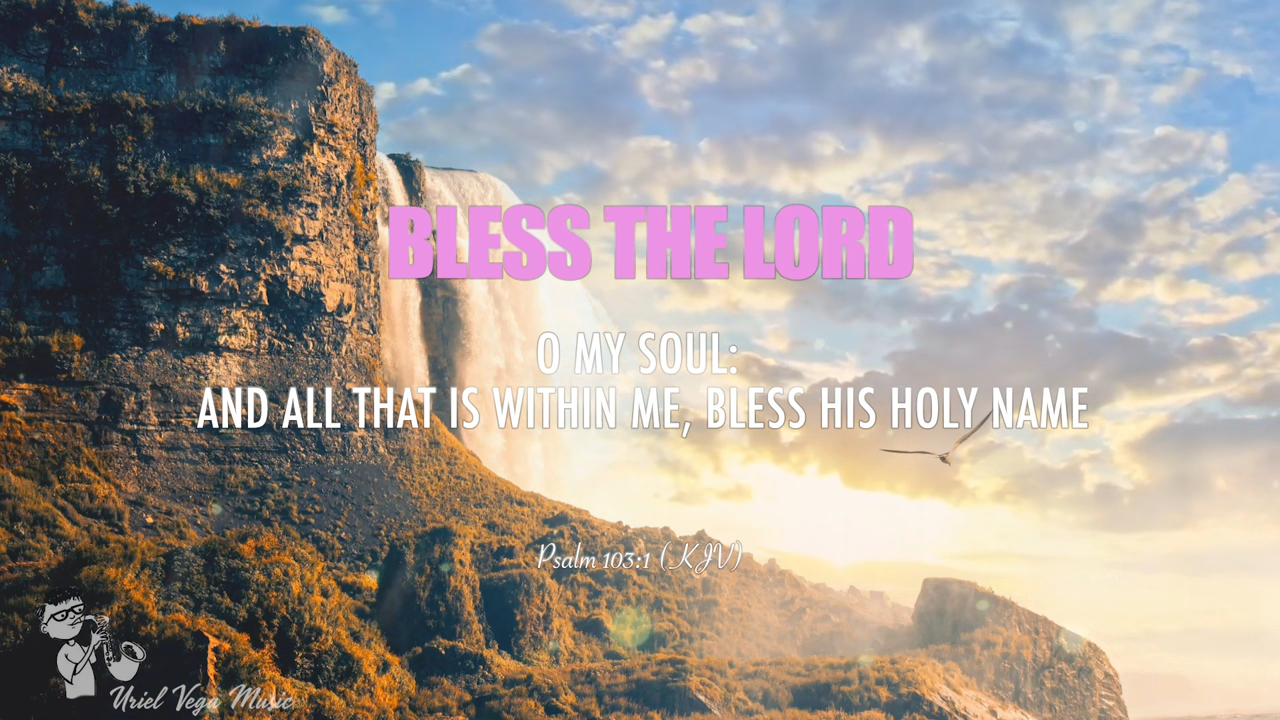 BLESS THE LORD
O MY SOUL:
AND ALL THAT IS WITHIN ME, BLESS HIS HOLY NAME
Psalm 103:1 (KJV)
Uriel Vega Music